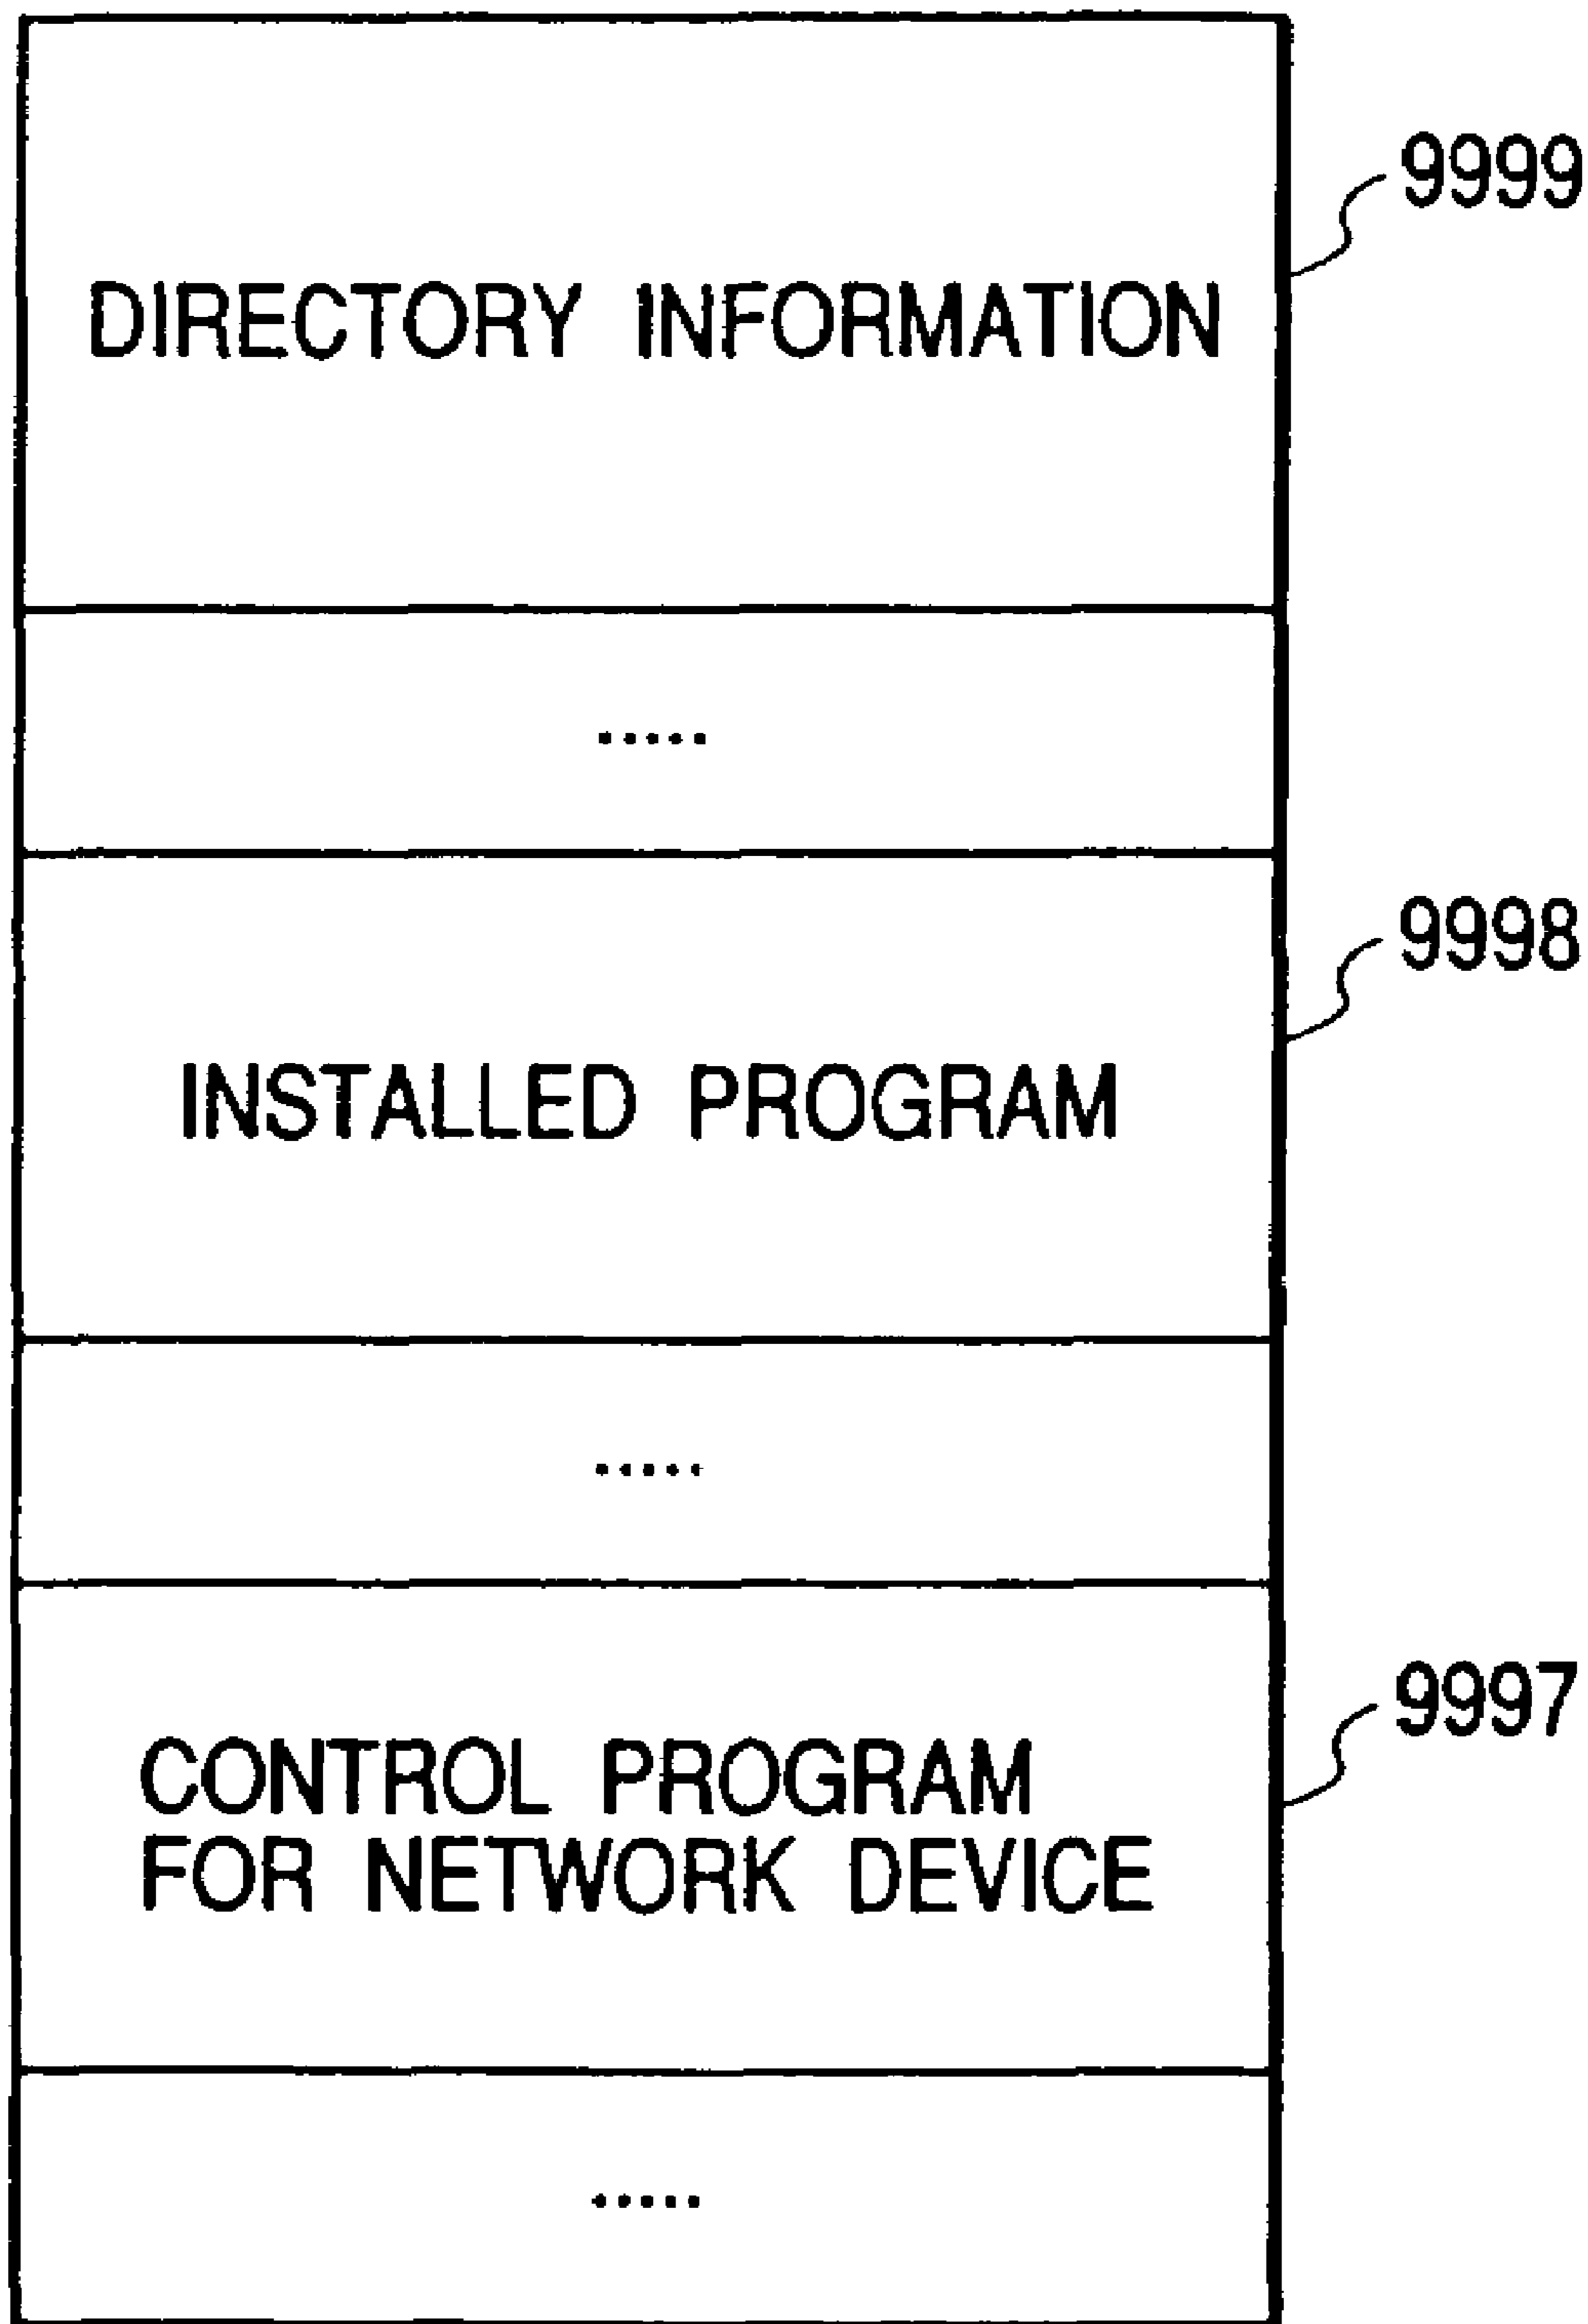 9999
DIRECTORY INFORMATION
.....
9998
INSTALLED PROGRAM
.....
9997
CONTROL PROGRAM
FOR NETWORK DEVICE
.....